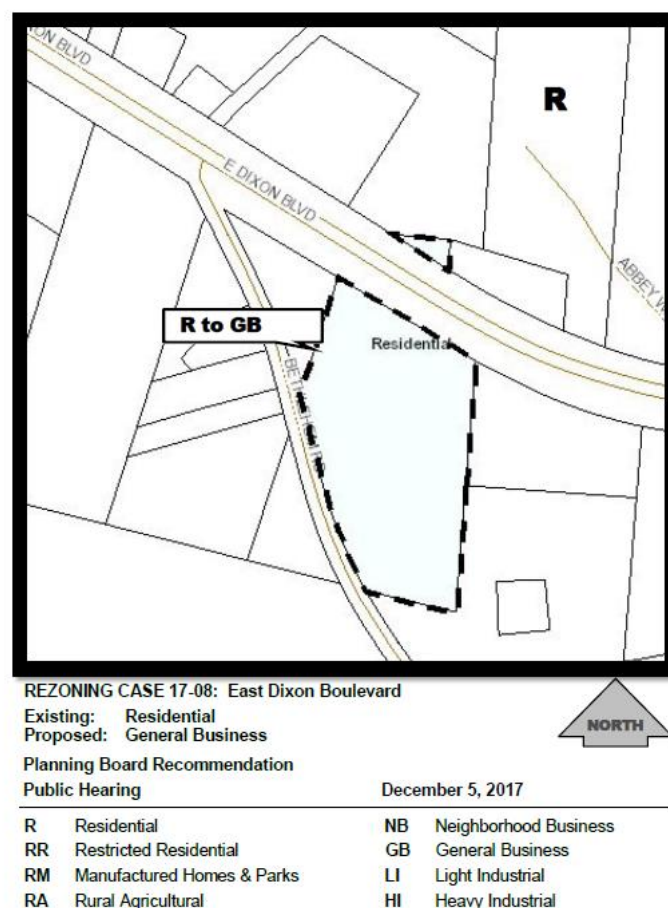 ON BLVD
E DIXON BLVD
R
ABBEY W
R to GB
Residential
REZONING CASE 17-08: East Dixon Boulevard
Existing: Residential
Proposed: General Business
NORTH
Planning Board Recommendation
Public Hearing December 5, 2017
R Residential NB Neighborhood Business
RR Restricted Residential GB General Business
RM Manufactured Homes & Parks LI Light Industrial
RA Rural Agricultural HI Heavy Industrial